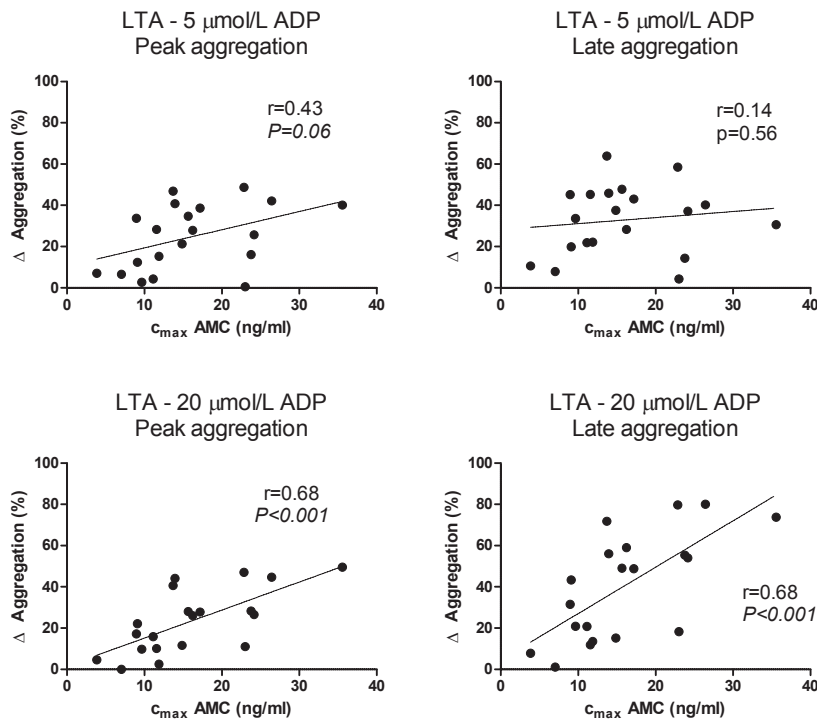 LTA - 5 μmol/L ADP
Peak aggregation
100
80
60
40
20
0
Δ Aggregation (%)
r=0.43
P=0.06
0
10
20
30
40
cmax AMC (ng/ml)
LTA - 5 μmol/L ADP
Late aggregation
100
80
60
40
20
0
Δ Aggregation (%)
r=0.14
p=0.56
0
10
20
30
40
cmax AMC (ng/ml)
LTA - 20 μmol/L ADP
Peak aggregation
100
80
60
40
20
0
Δ Aggregation (%)
r=0.68
P<0.001
0
10
20
30
40
cmax AMC (ng/ml)
LTA - 20 μmol/L ADP
Late aggregation
100
80
60
40
20
0
Δ Aggregation (%)
r=0.68
P<0.001
0
10
20
30
40
cmax AMC (ng/ml)